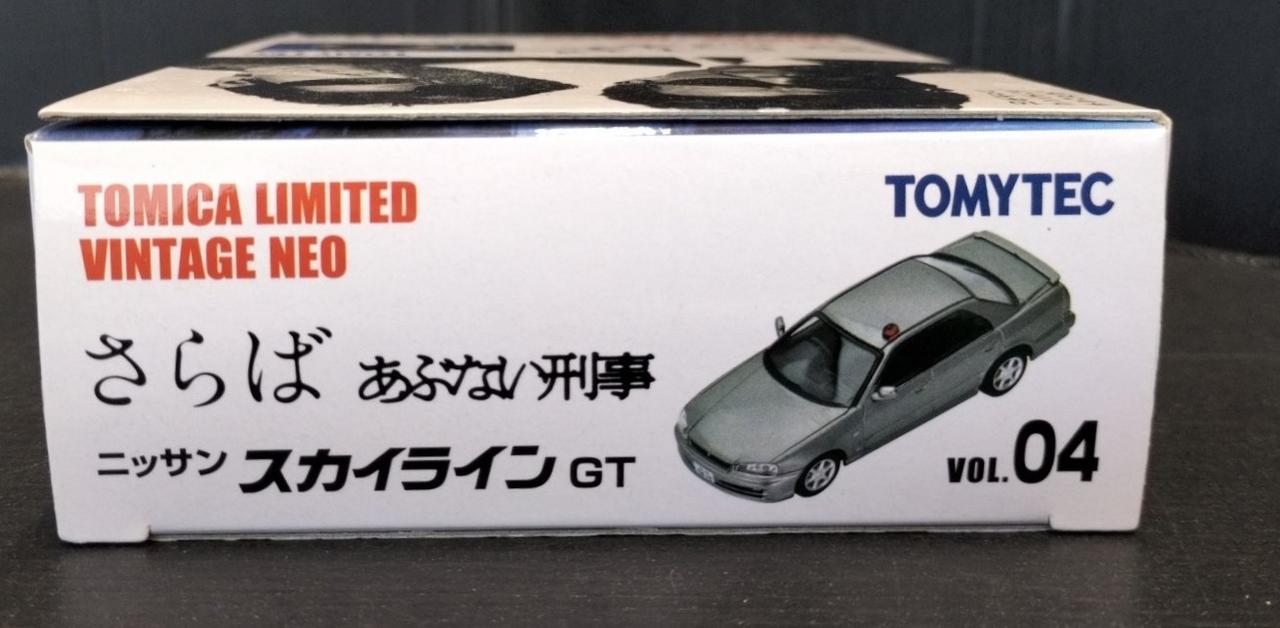 TOMICA LIMITED
VINTAGE NEO
TOMYTEC
さらば あぶない刑事
ニッサン スカイライン GT
VOL.04